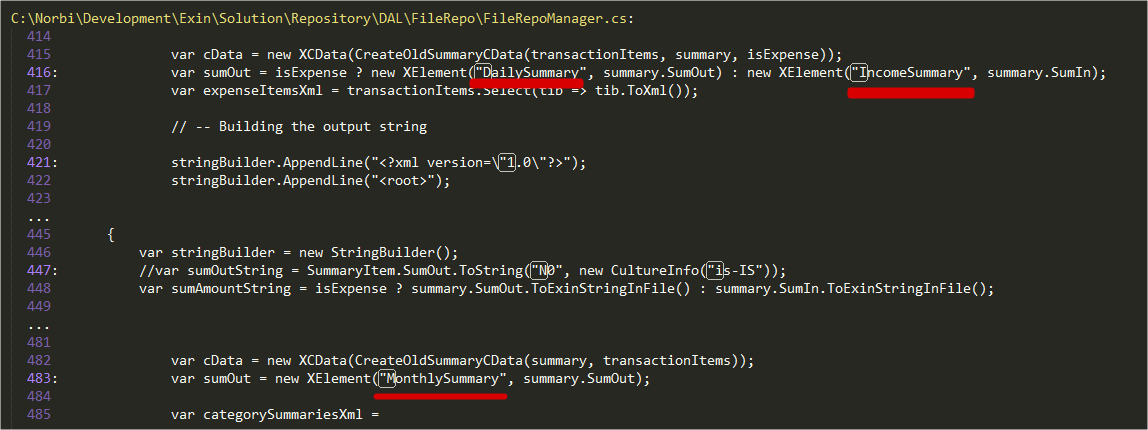 C:\Norbi\Development\Exin\Solution\Repository\DAL\FileRepo\FileRepoManager.cs:
414
415 var cData = new XCData(CreateOldSummaryCData(transactionItems, summary, isExpense));
416: var sumOut = isExpense ? new XElement("DailySummary", summary.SumOut) : new XElement("IncomeSummary", summary.SumIn);
417 var expenseItemsXml = transactionItems.Select(tib => tib.ToXml());
418
419 // -- Building the output string
420
421: stringBuilder.AppendLine("<?xml version=\"1.0\"?>");
422 stringBuilder.AppendLine("<root>");
423
...
445 {
446 var stringBuilder = new StringBuilder();
447: //var sumOutString = SummaryItem.SumOut.ToString("N0", new CultureInfo("is-IS"));
448 var sumAmountString = isExpense ? summary.SumOut.ToExinStringInFile() : summary.SumIn.ToExinStringInFile();
449
...
481
482 var cData = new XCData(CreateOldSummaryCData(summary, transactionItems));
483: var sumOut = new XElement("MonthlySummary", summary.SumOut);
484
485 var categorySummariesXml =